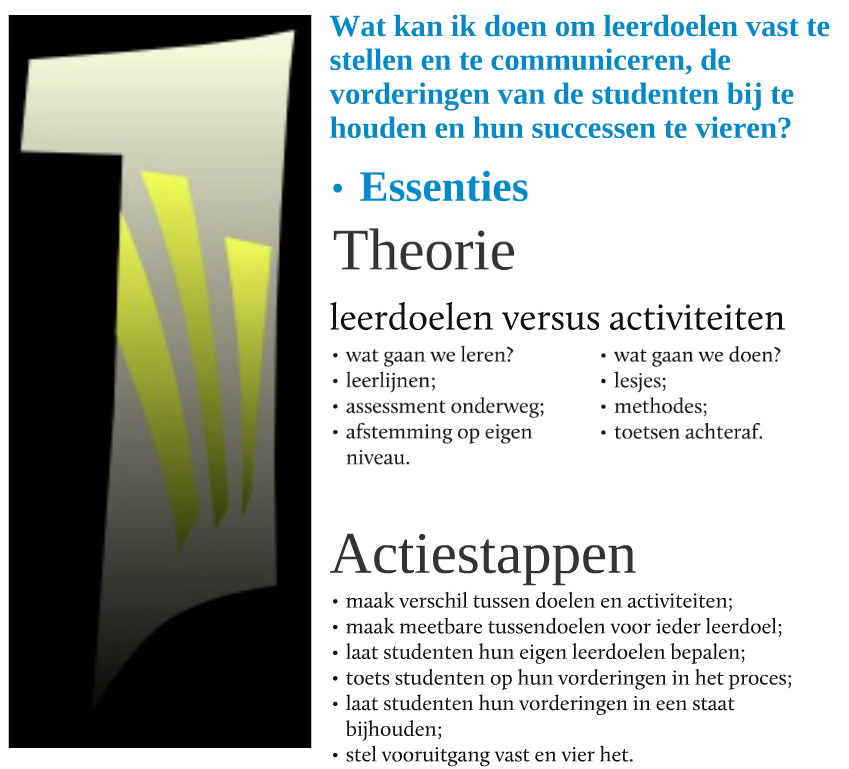 Wat kan ik doen om leerdoelen vast te
stellen en te communiceren, de
vorderingen van de studenten bij te
houden en hun successen te vieren?
• Essenties
Theorie
leerdoelen versus activiteiten
• wat gaan we leren?
• leerlijnen;
• assessment onderweg;
• afstemming op eigen
niveau.
• wat gaan we doen?
• lesjes;
• methodes;
• toetsen achteraf.
Actiestappen
• maak verschil tussen doelen en activiteiten;
• maak meetbare tussendoelen voor ieder leerdoel;
• laat studenten hun eigen leerdoelen bepalen;
• toets studenten op hun vorderingen in het proces;
• laat studenten hun vorderingen in een staat
bijhouden;
• stel vooruitgang vast en vier het.
1